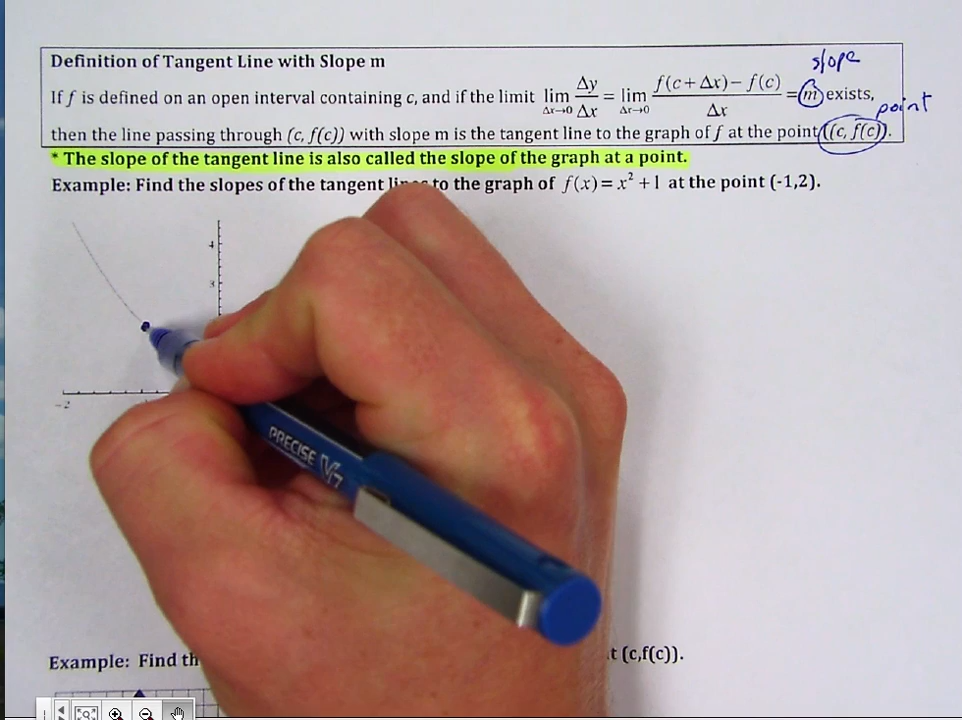 Definition of Tangent Line with Slope m
slope
If f is defined on an open interval containing c, and if the limit lim Δx→0 Δy/Δx = lim Δx→0 f(c+Δx)−f(c)/Δx = m exists,
point
then the line passing through (c, f(c)) with slope m is the tangent line to the graph of f at the point (c, f(c)).
* The slope of the tangent line is also called the slope of the graph at a point.
Example: Find the slopes of the tangent lines to the graph of f(x)= x² +1 at the point (-1,2).
4
3
-2
PRECISE V7
Example: Find th
t (c,f(c)).